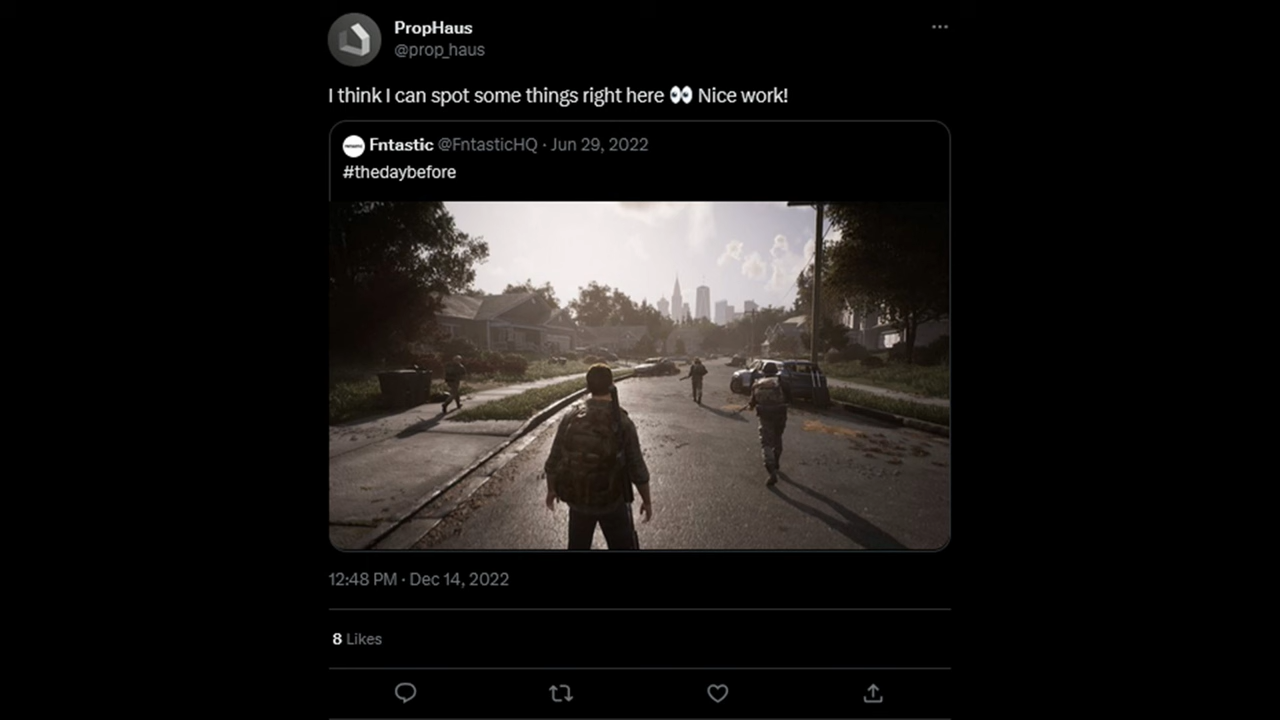 PropHaus
@prop_haus
I think I can spot some things right here 👀 Nice work!
Fntastic @FntasticHQ · Jun 29, 2022
#thedaybefore
12:48 PM · Dec 14, 2022
8 Likes